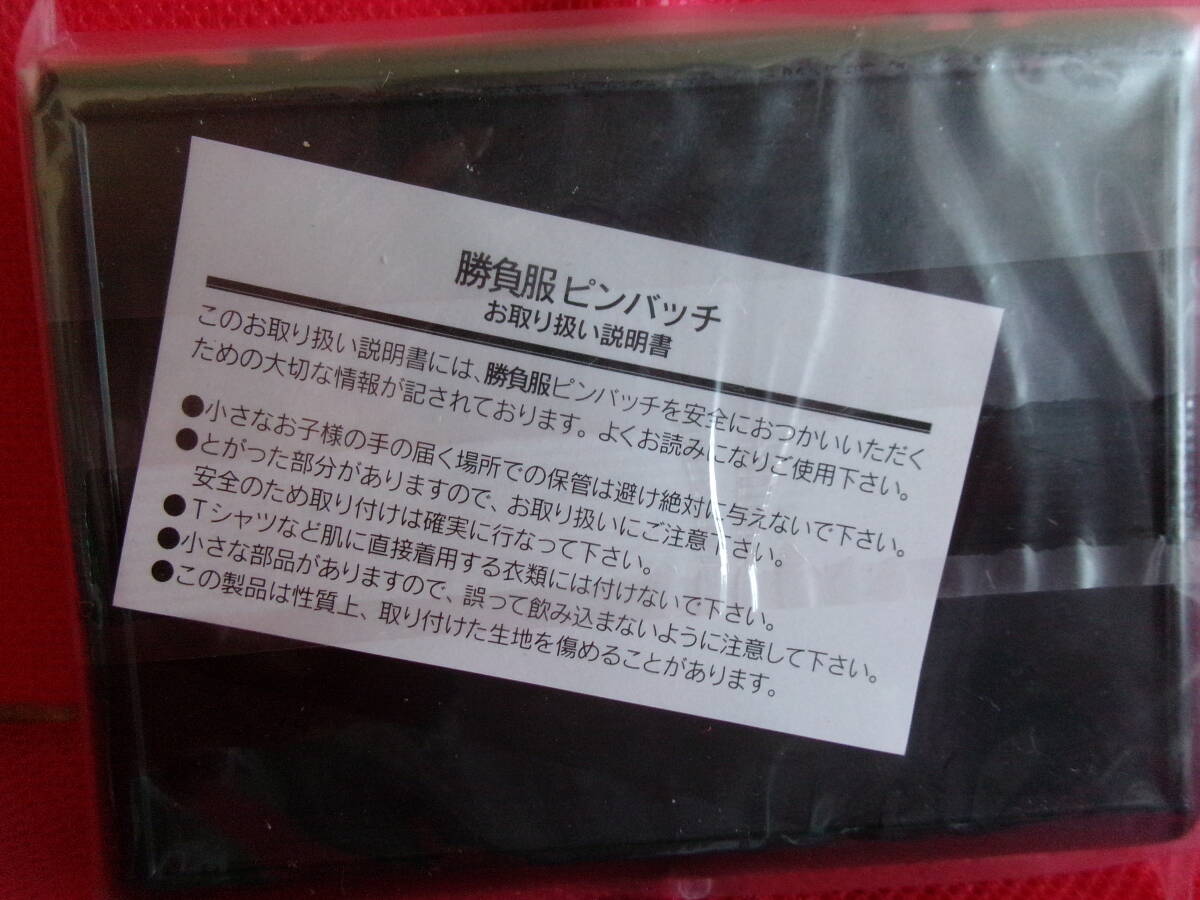 勝負服ピンバッチ
お取り扱い説明書
このお取り扱い説明書には、勝負服ピンバッチを安全におつかいいただく
ための大切な情報が記されております。よくお読みになりご使用下さい。
●小さなお子様の手の届く場所での保管は避け絶対に与えないで下さい。
●とがった部分がありますので、お取り扱いにご注意下さい。
安全のため取り付けは確実に行なって下さい。
●Tシャツなど肌に直接着用する衣類には付けないで下さい。
●小さな部品がありますので、誤って飲み込まないように注意して下さい。
●この製品は性質上、取り付けた生地を傷めることがあります。